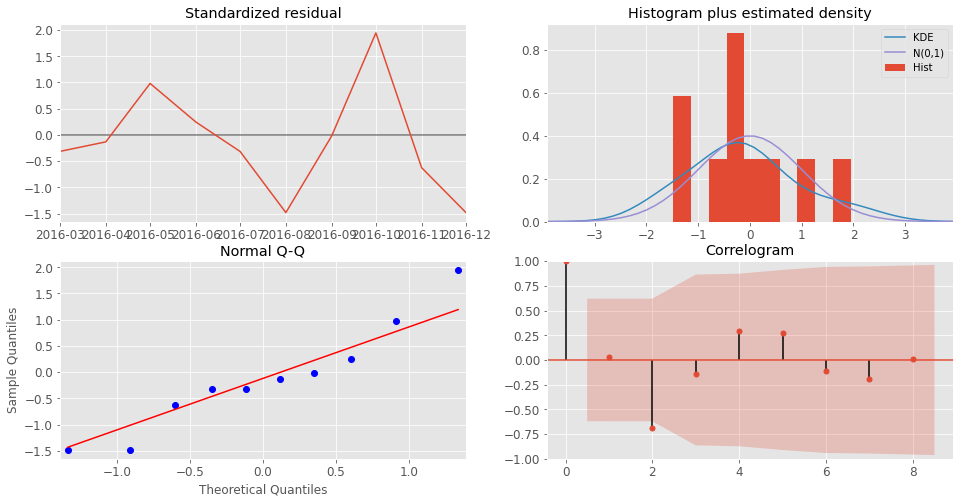 Standardized residual
2.0
1.5
1.0
0.5
0.0
−0.5
−1.0
−1.5
2016-03 2016-04 2016-05 2016-06 2016-07 2016-08 2016-09 2016-10 2016-11 2016-12
Histogram plus estimated density
KDE
N(0,1)
Hist
0.8
0.6
0.4
0.2
0.0
−3 −2 −1 0 1 2 3
Normal Q-Q
Sample Quantiles
2.0
1.5
1.0
0.5
0.0
−0.5
−1.0
−1.5
−1.0 −0.5 0.0 0.5 1.0
Theoretical Quantiles
Correlogram
1.00
0.75
0.50
0.25
0.00
−0.25
−0.50
−0.75
−1.00
0 2 4 6 8